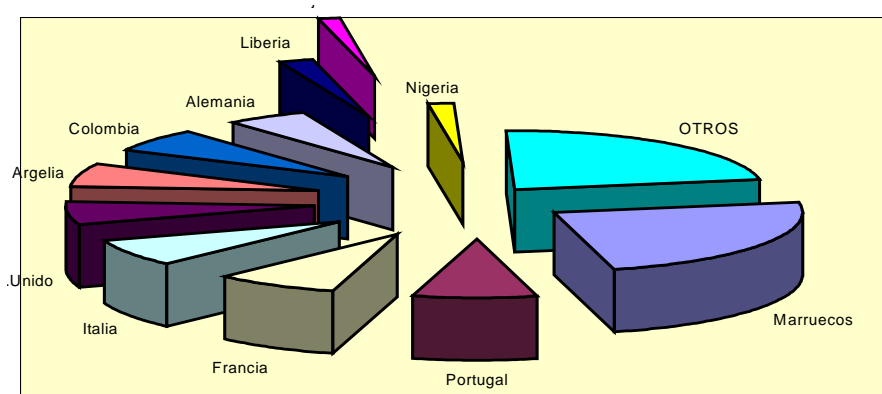 Liberia
Nigeria
Alemania
Colombia
OTROS
Argelia
.Unido
Marruecos
Italia
Francia
Portugal